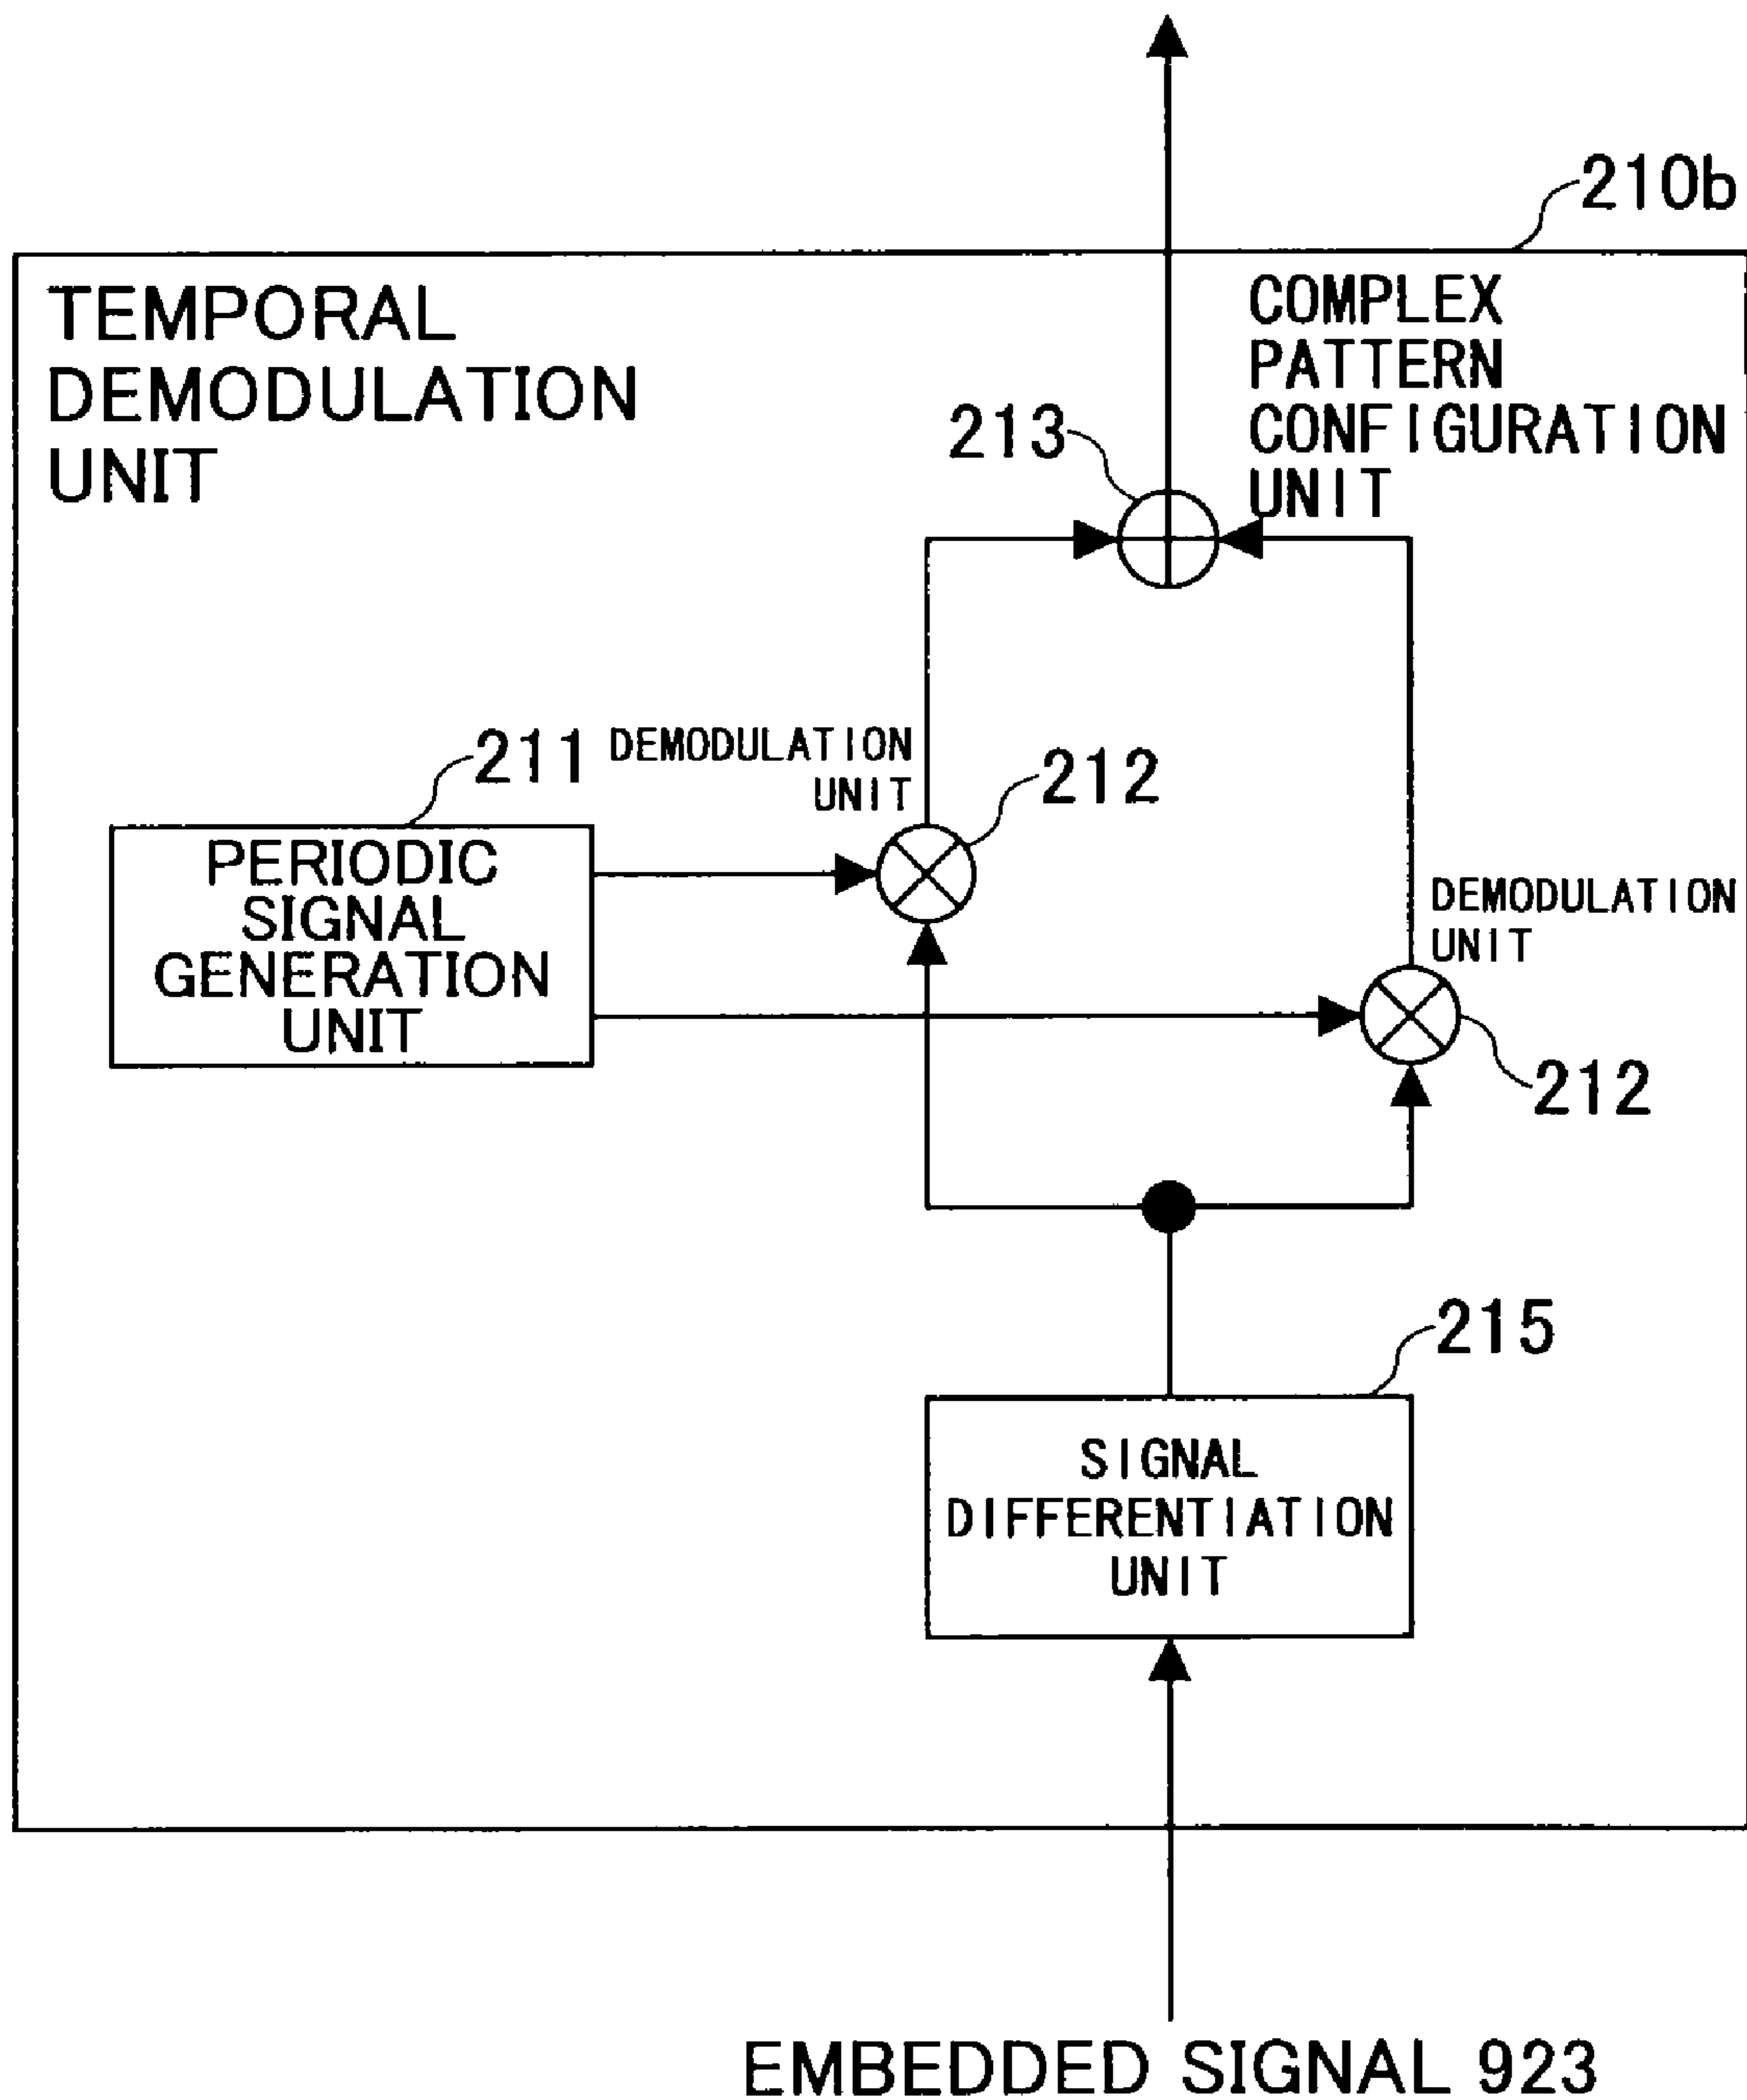 210b
TEMPORAL
DEMODULATION
UNIT
COMPLEX
PATTERN
CONFIGURATION
UNIT
213
211
DEMODULATION
UNIT
212
PERIODIC
SIGNAL
GENERATION
UNIT
DEMODULATION
UNIT
212
215
SIGNAL
DIFFERENTIATION
UNIT
EMBEDDED SIGNAL 923